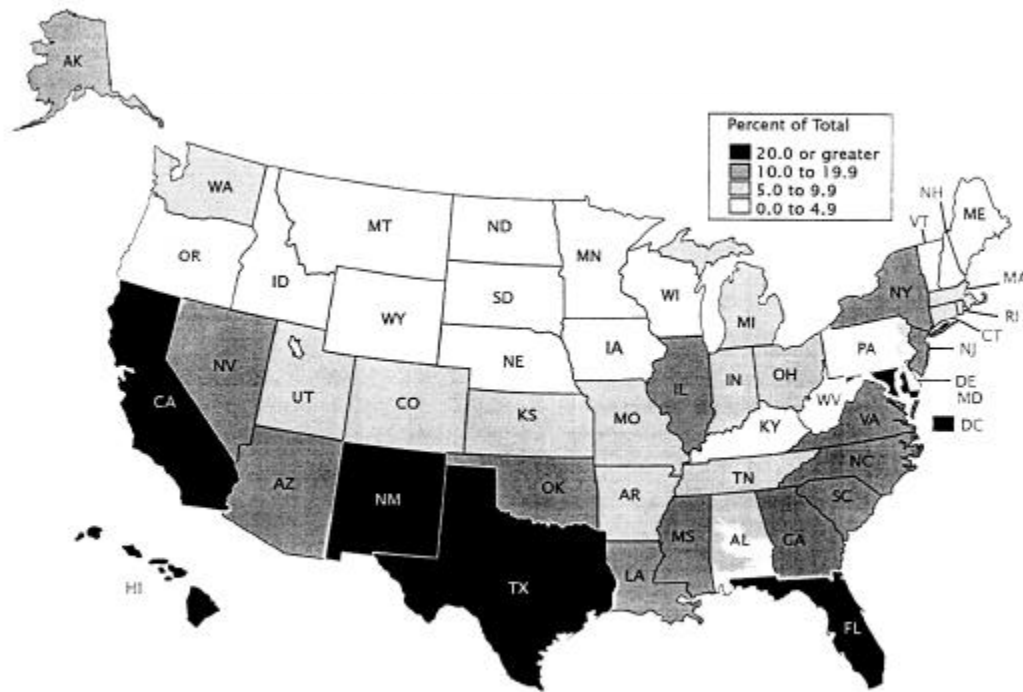 AK
Percent of Total
20.0 or greater
10.0 to 19.9
5.0 to 9.9
0.0 to 4.9
WA
MT
ND
MN
NH
VT
ME
OR
ID
SD
WI
NY
MA
WY
MI
RI
CT
NV
NE
IA
PA
NJ
CA
UT
CO
IL
IN
OH
DE
MD
WV
KS
MO
KY
VA
DC
AZ
NM
OK
TN
NC
AR
SC
MS
AL
GA
HI
TX
LA
FL